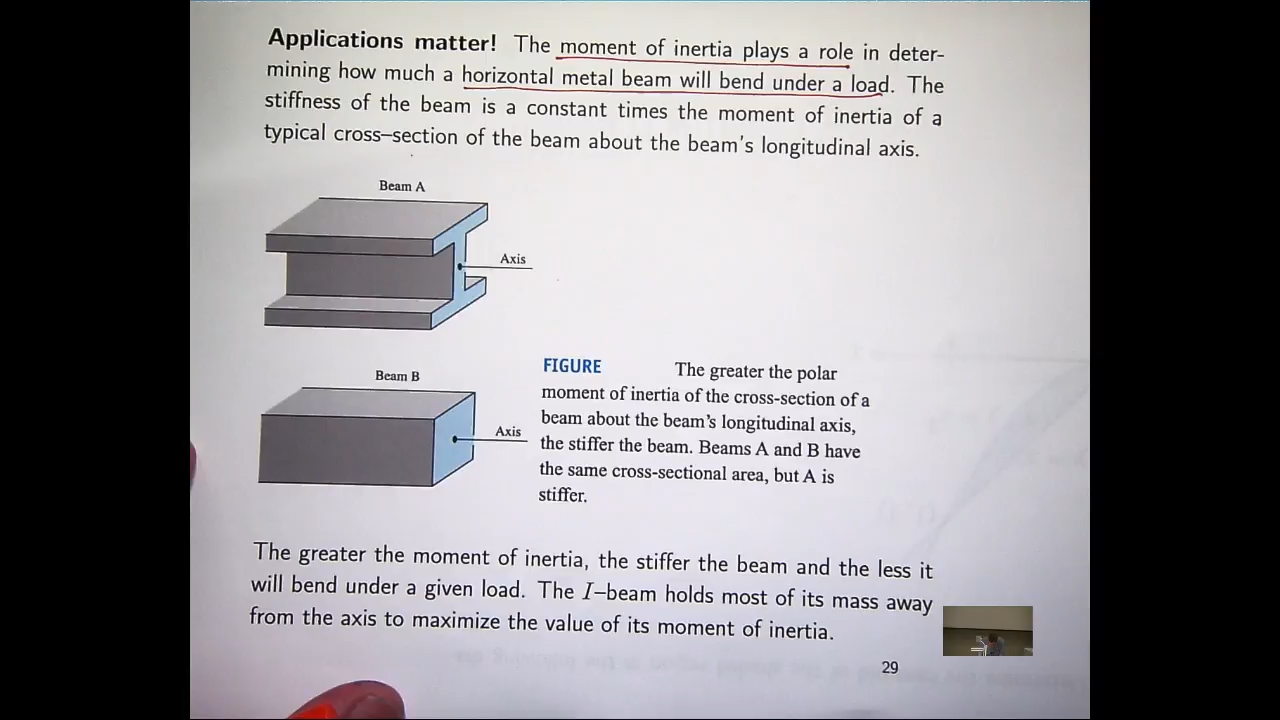 Applications matter! The moment of inertia plays a role in deter-
mining how much a horizontal metal beam will bend under a load. The
stiffness of the beam is a constant times the moment of inertia of a
typical cross–section of the beam about the beam's longitudinal axis.
Beam A
Axis
Beam B
Axis
FIGURE The greater the polar
moment of inertia of the cross-section of a
beam about the beam's longitudinal axis,
the stiffer the beam. Beams A and B have
the same cross-sectional area, but A is
stiffer.
The greater the moment of inertia, the stiffer the beam and the less it
will bend under a given load. The I–beam holds most of its mass away
from the axis to maximize the value of its moment of inertia.
29